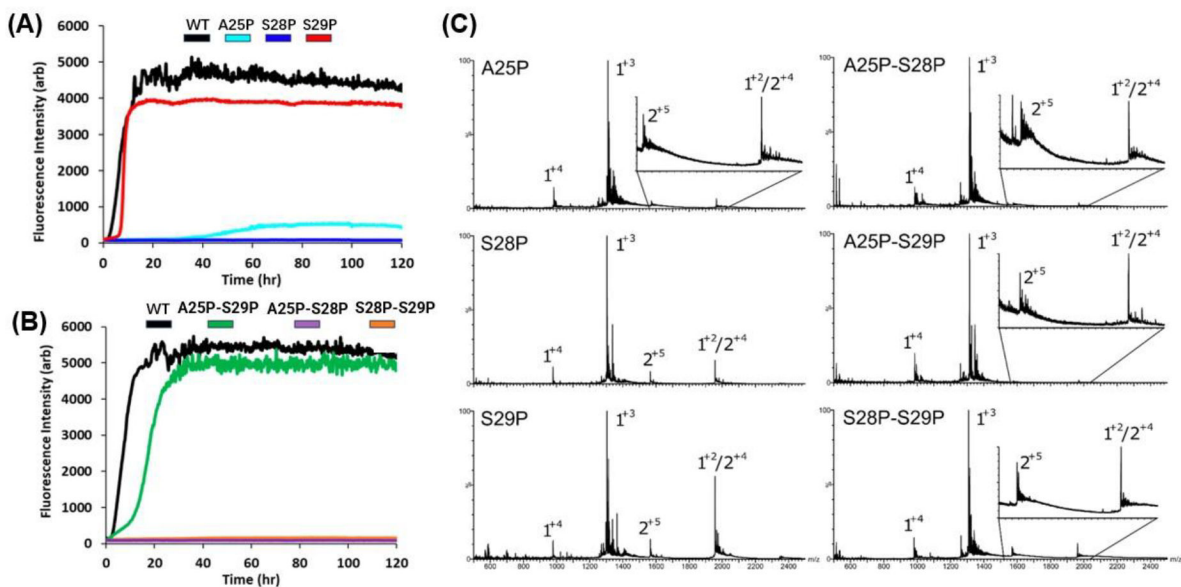 (A)
WT A25P S28P S29P
Fluorescence Intensity (arb)
6000
5000
4000
3000
2000
1000
0
0 20 40 60 80 100 120
Time (hr)
(B)
WT A25P-S29P A25P-S28P S28P-S29P
Fluorescence Intensity (arb)
6000
5000
4000
3000
2000
1000
0
0 20 40 60 80 100 120
Time (hr)
(C)
A25P
100
%
1+4
1+3
2+5
1+2/2+4
A25P-S28P
100
%
1+4
1+3
2+5
1+2/2+4
S28P
100
%
1+4
1+3
2+5
1+2/2+4
A25P-S29P
100
%
1+4
1+3
2+5
1+2/2+4
S29P
100
%
1+4
1+3
2+5
1+2/2+4
600 800 1000 1200 1400 1600 1800 2000 2200 2400 m/z
S28P-S29P
100
%
1+4
1+3
2+5
1+2/2+4
600 800 1000 1200 1400 1600 1800 2000 2200 2400 m/z